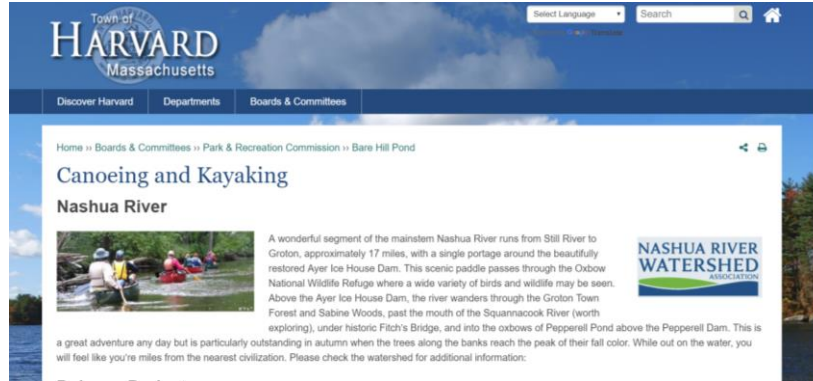 Town of
HARVARD
Massachusetts
Select Language
Search
Discover Harvard Departments Boards & Committees
Home ›› Boards & Committees ›› Park & Recreation Commission ›› Bare Hill Pond
Canoeing and Kayaking
Nashua River
A wonderful segment of the mainstem Nashua River runs from Still River to
Groton, approximately 17 miles, with a single portage around the beautifully
restored Ayer Ice House Dam. This scenic paddle passes through the Oxbow
National Wildlife Refuge where a wide variety of birds and wildlife may be seen.
Above the Ayer Ice House Dam, the river wanders through the Groton Town
Forest and Sabine Woods, past the mouth of the Squannacook River (worth
exploring), under historic Fitch's Bridge, and into the oxbows of Pepperell Pond above the Pepperell Dam. This is
a great adventure any day but is particularly outstanding in autumn when the trees along the banks reach the peak of their fall color. While out on the water, you
will feel like you're miles from the nearest civilization. Please check the watershed for additional information:
NASHUA RIVER
WATERSHED
ASSOCIATION